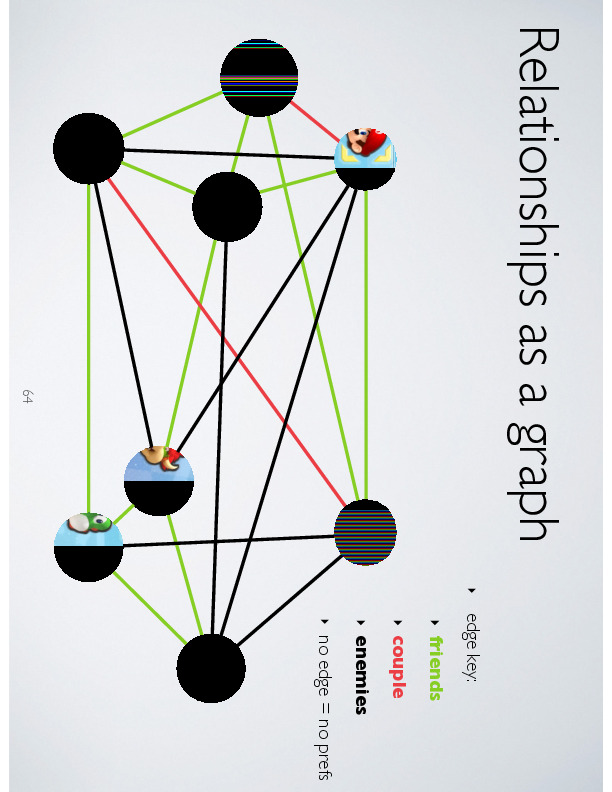 Relationships as a graph
edge key:
friends
couple
enemies
no edge = no prefs
64